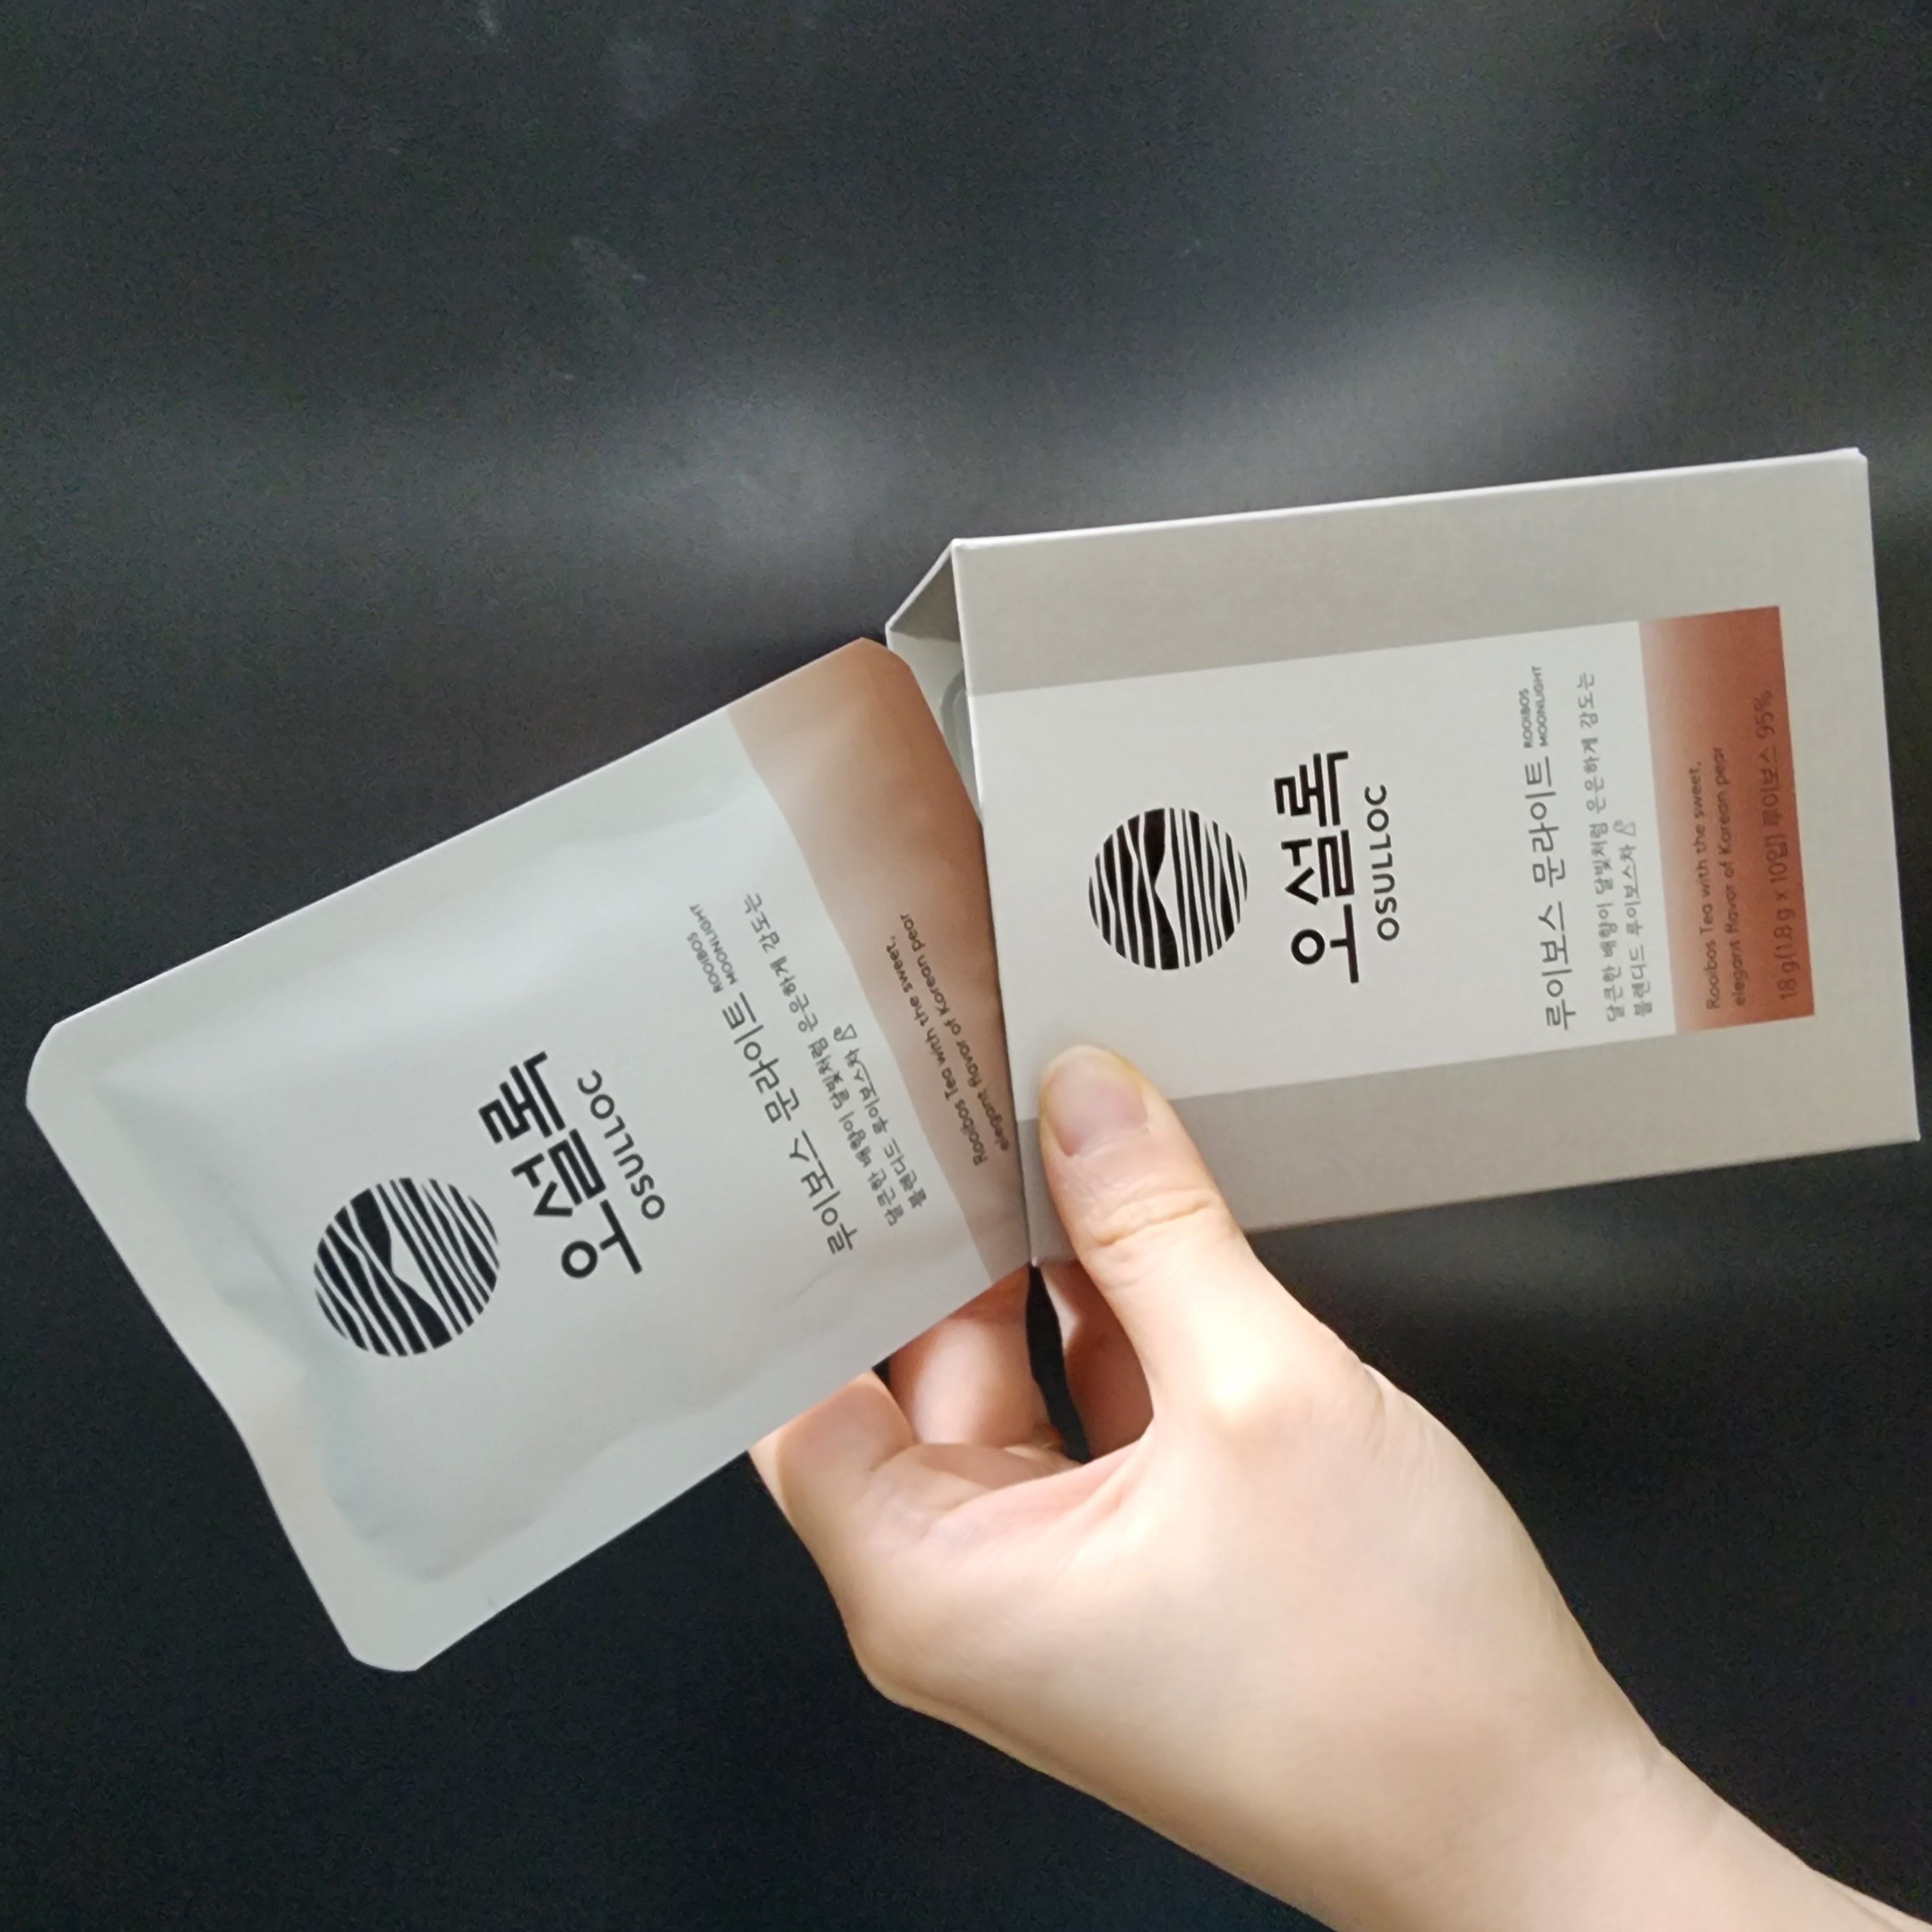 오설록
OSULLOC
루이보스 문라이트
ROOIBOS
MOONLIGHT
달큰한 배향이 달빛처럼 은은하게 감도는
블렌디드 루이보스차
Rooibos Tea with the sweet,
elegant flavor of Korean pear
오설록
OSULLOC
루이보스 문라이트
ROOIBOS
MOONLIGHT
달큰한 배향이 달빛처럼 은은하게 감도는
블렌디드 루이보스차
Rooibos Tea with the sweet,
elegant flavor of Korean pear
18 g (1.8 g x 10입) 루이보스 95%